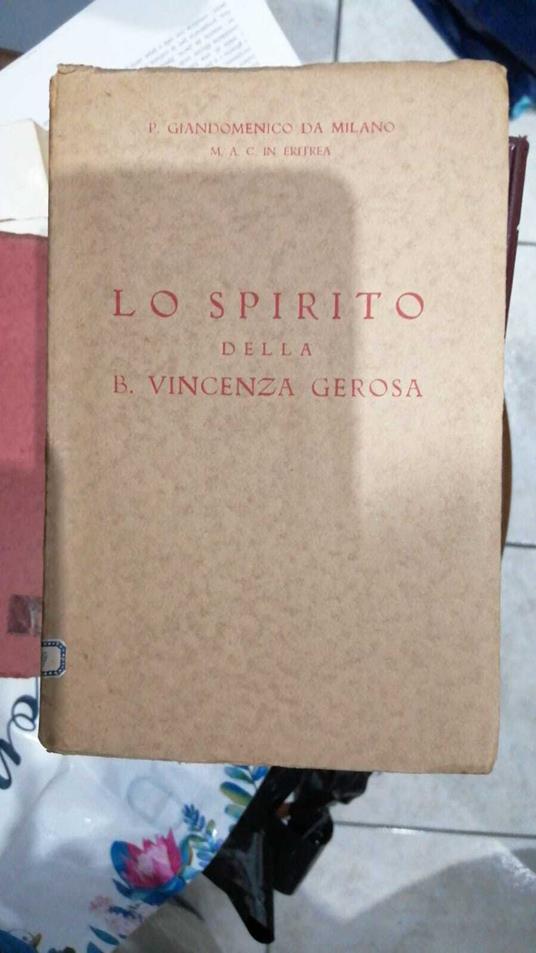 P. GIANDOMENICO DA MILANO
M. A. C. IN ERITREA
LO SPIRITO
DELLA
B. VINCENZA GEROSA